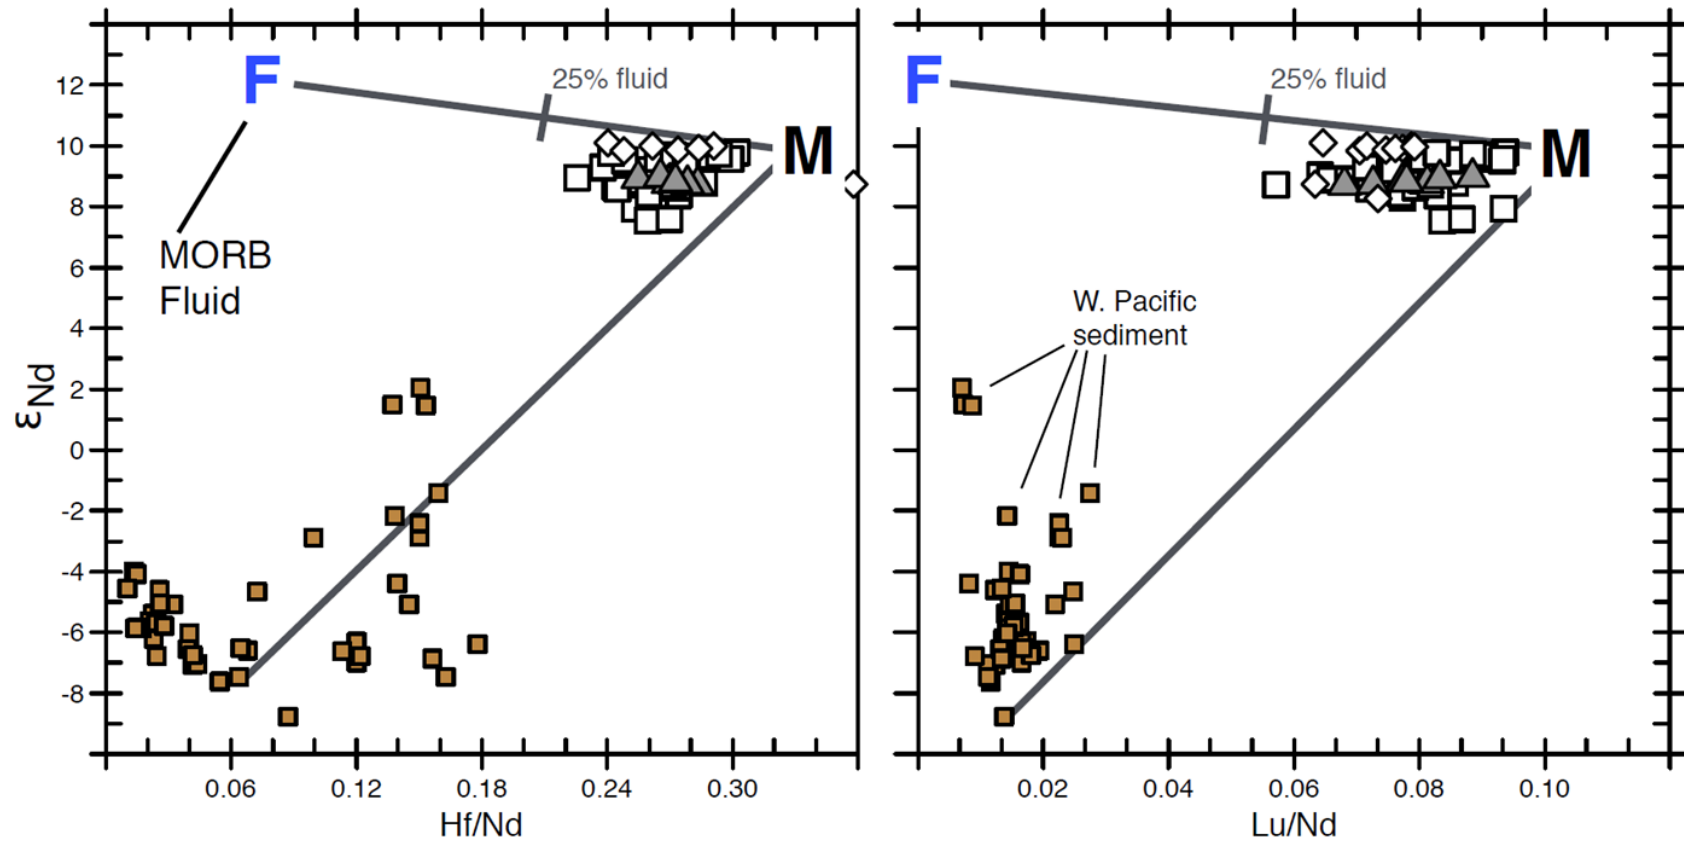 F
25% fluid
M
MORB
Fluid
12
10
8
6
4
2
0
-2
-4
-6
-8
εNd
0.06 0.12 0.18 0.24 0.30
Hf/Nd
F
25% fluid
M
W. Pacific
sediment
0.02 0.04 0.06 0.08 0.10
Lu/Nd